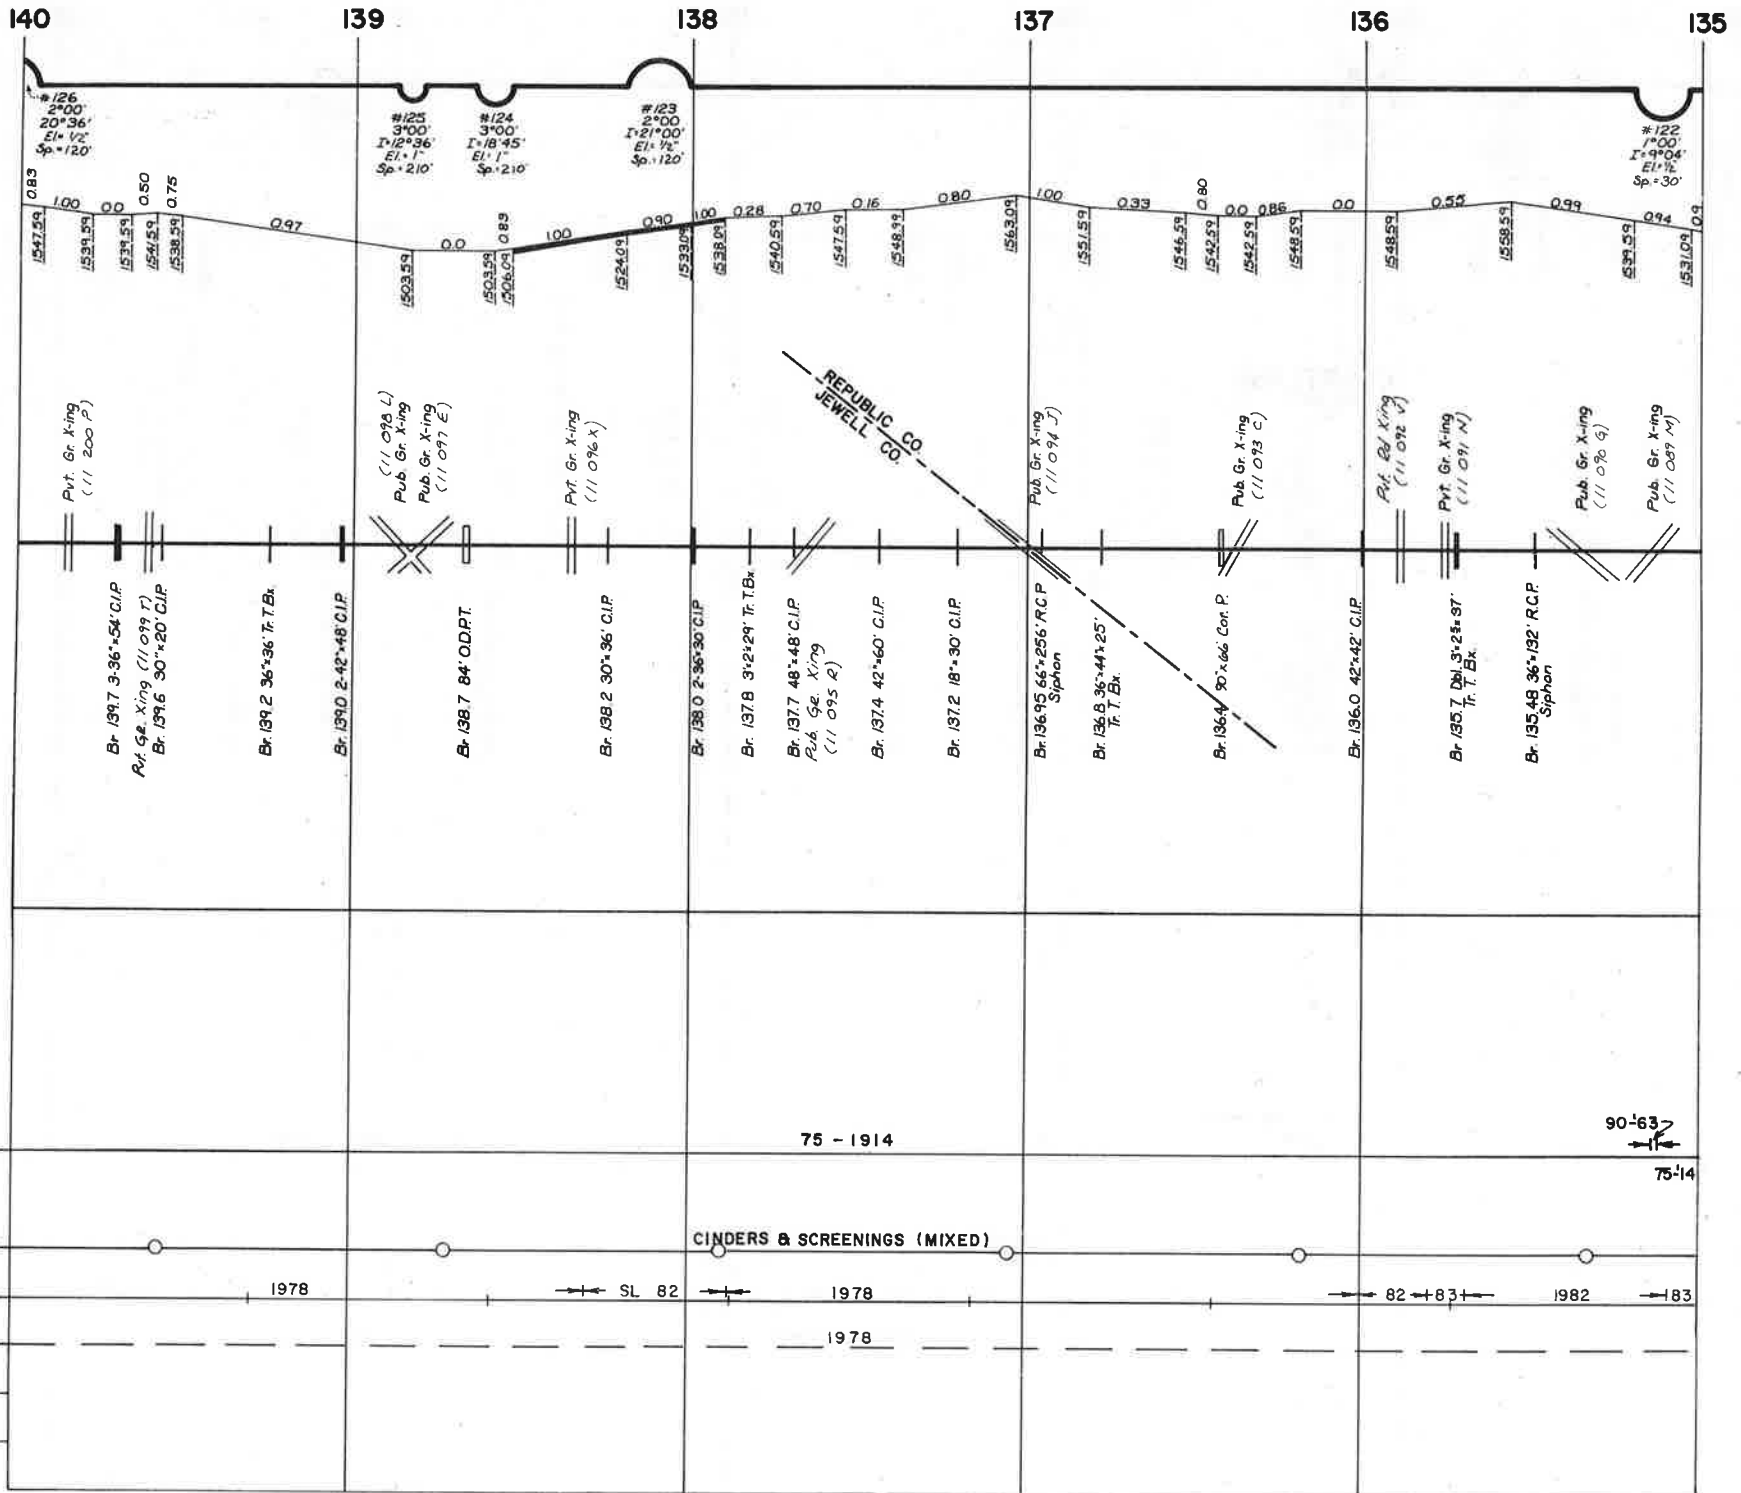 140
139
138
137
136
135
#126
2°00'
20°36'
El= 1/2"
Sp.=120'
#125
3°00'
I=12°36'
El.= 1"
Sp.=210'
#124
3°00'
I=18°45'
El.= 1"
Sp.=210'
#123
2°00
I=21°00'
El.= 1/2"
Sp.=120'
#122
1°00'
I=9°04'
El.=1/2
Sp.=30'
0.83
1.00
0.0
0.50
0.75
0.97
0.0
0.83
1.00
0.90
1.00
0.28
0.70
0.16
0.80
1.00
0.33
0.80
0.0
0.86
0.0
0.55
0.99
0.94
0.9
1547.59
1539.59
1539.59
1541.59
1538.59
1503.59
1503.59
1506.09
1524.09
1533.09
1538.09
1540.59
1547.59
1548.99
1563.09
1551.59
1546.59
1542.59
1542.59
1548.59
1548.59
1558.59
1539.59
1531.09
REPUBLIC CO.
JEWELL CO.
Pvt. Gr. X-ing
(11 200 P)
(11 098 L)
Pub. Gr. X-ing
Pub. Gr. X-ing
(11 097 E)
Pvt. Gr. X-ing
(11 096 X)
Pub. Gr. X-ing
(11 094 J)
Pub. Gr. X-ing
(11 093 C)
Pvt. Rd Xing
(11 092 V)
Pvt. Gr. X-ing
(11 091 N)
Pub. Gr. X-ing
(11 090 G)
Pub. Gr. X-ing
(11 089 M)
Br 139.7 3-36"x54' C.I.P.
Pvt. GR. Xing (11 099 T)
Br. 139.6 30"x20' C.I.P.
Br. 139.2 36"x36' Tr. T. Bx.
Br. 139.0 2-42"x48' C.I.P.
Br 138.7 84' O.D.P.T.
Br. 138.2 30"x36' C.I.P.
Br. 138.0 2-36"x30' C.I.P.
Br. 137.8 3'x2'x29' Tr. T. Bx.
Br. 137.7 48"x48' C.I.P.
Pub. GR. Xing
(11 095 R)
Br. 137.4 42"x60' C.I.P.
Br. 137.2 18"x30' C.I.P.
Br. 136.95 66"x256' R.C.P
Siphon
Br. 136.8 36"x44"x25'
Tr. T. Bx.
Br. 136.4 90"x66' Cor. P.
Br. 136.0 42"x42' C.I.P.
Br 135.7 Dbl. 3'x2½'x37'
Tr. T. Bx.
Br. 135.48 36"x132' R.C.P.
Siphon
75 - 1914
90-'63
75-'14
CINDERS & SCREENINGS (MIXED)
1978
SL 82
1978
82
83
1982
83
1978